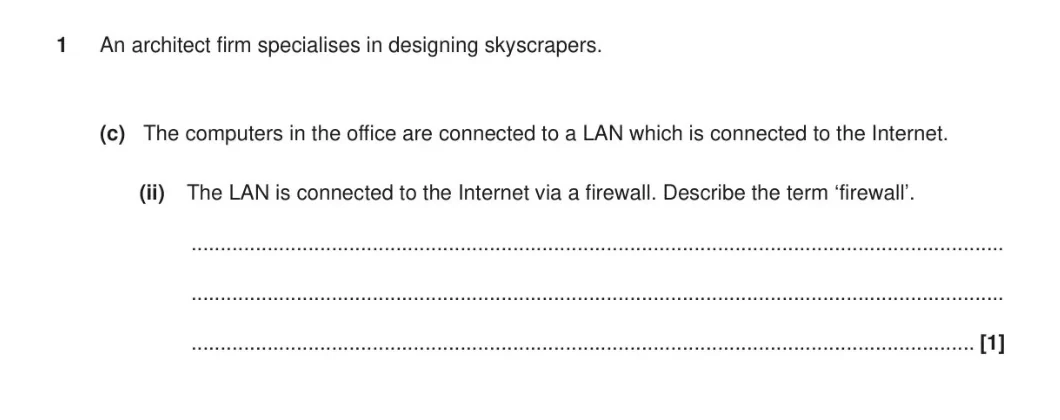 1 An architect firm specialises in designing skyscrapers.
(c) The computers in the office are connected to a LAN which is connected to the Internet.
(ii) The LAN is connected to the Internet via a firewall. Describe the term ‘firewall’.
..........................................................................................................................................
..........................................................................................................................................
..................................................................................................................................... [1]